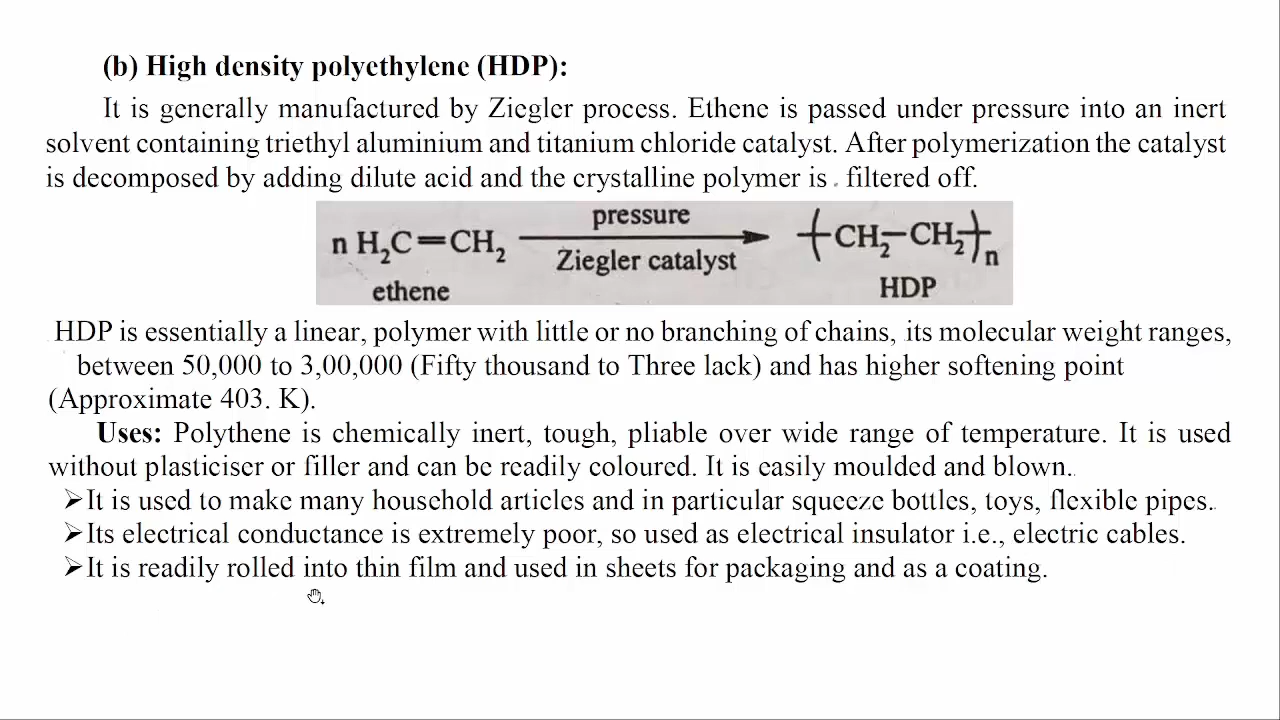 (b) High density polyethylene (HDP):
It is generally manufactured by Ziegler process. Ethene is passed under pressure into an inert
solvent containing triethyl aluminium and titanium chloride catalyst. After polymerization the catalyst
is decomposed by adding dilute acid and the crystalline polymer is . filtered off.
n H₂C=CH₂ pressure Ziegler catalyst (CH₂–CH₂)n
ethene HDP
HDP is essentially a linear, polymer with little or no branching of chains, its molecular weight ranges,
between 50,000 to 3,00,000 (Fifty thousand to Three lack) and has higher softening point
(Approximate 403. K).
Uses: Polythene is chemically inert, tough, pliable over wide range of temperature. It is used
without plasticiser or filler and can be readily coloured. It is easily moulded and blown.
➢It is used to make many household articles and in particular squeeze bottles, toys, flexible pipes.
➢Its electrical conductance is extremely poor, so used as electrical insulator i.e., electric cables.
➢It is readily rolled into thin film and used in sheets for packaging and as a coating.